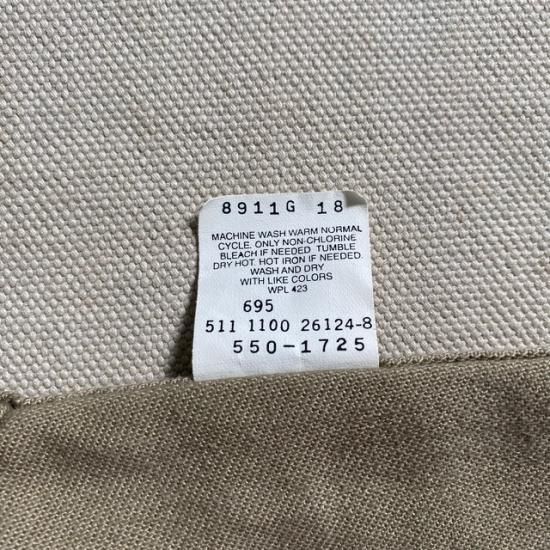 8911G 18
MACHINE WASH WARM NORMAL
CYCLE. ONLY NON-CHLORINE
BLEACH IF NEEDED. TUMBLE
DRY HOT. HOT IRON IF NEEDED.
WASH AND DRY
WITH LIKE COLORS
WPL 423
695
511 1100 26124-8
550-1725